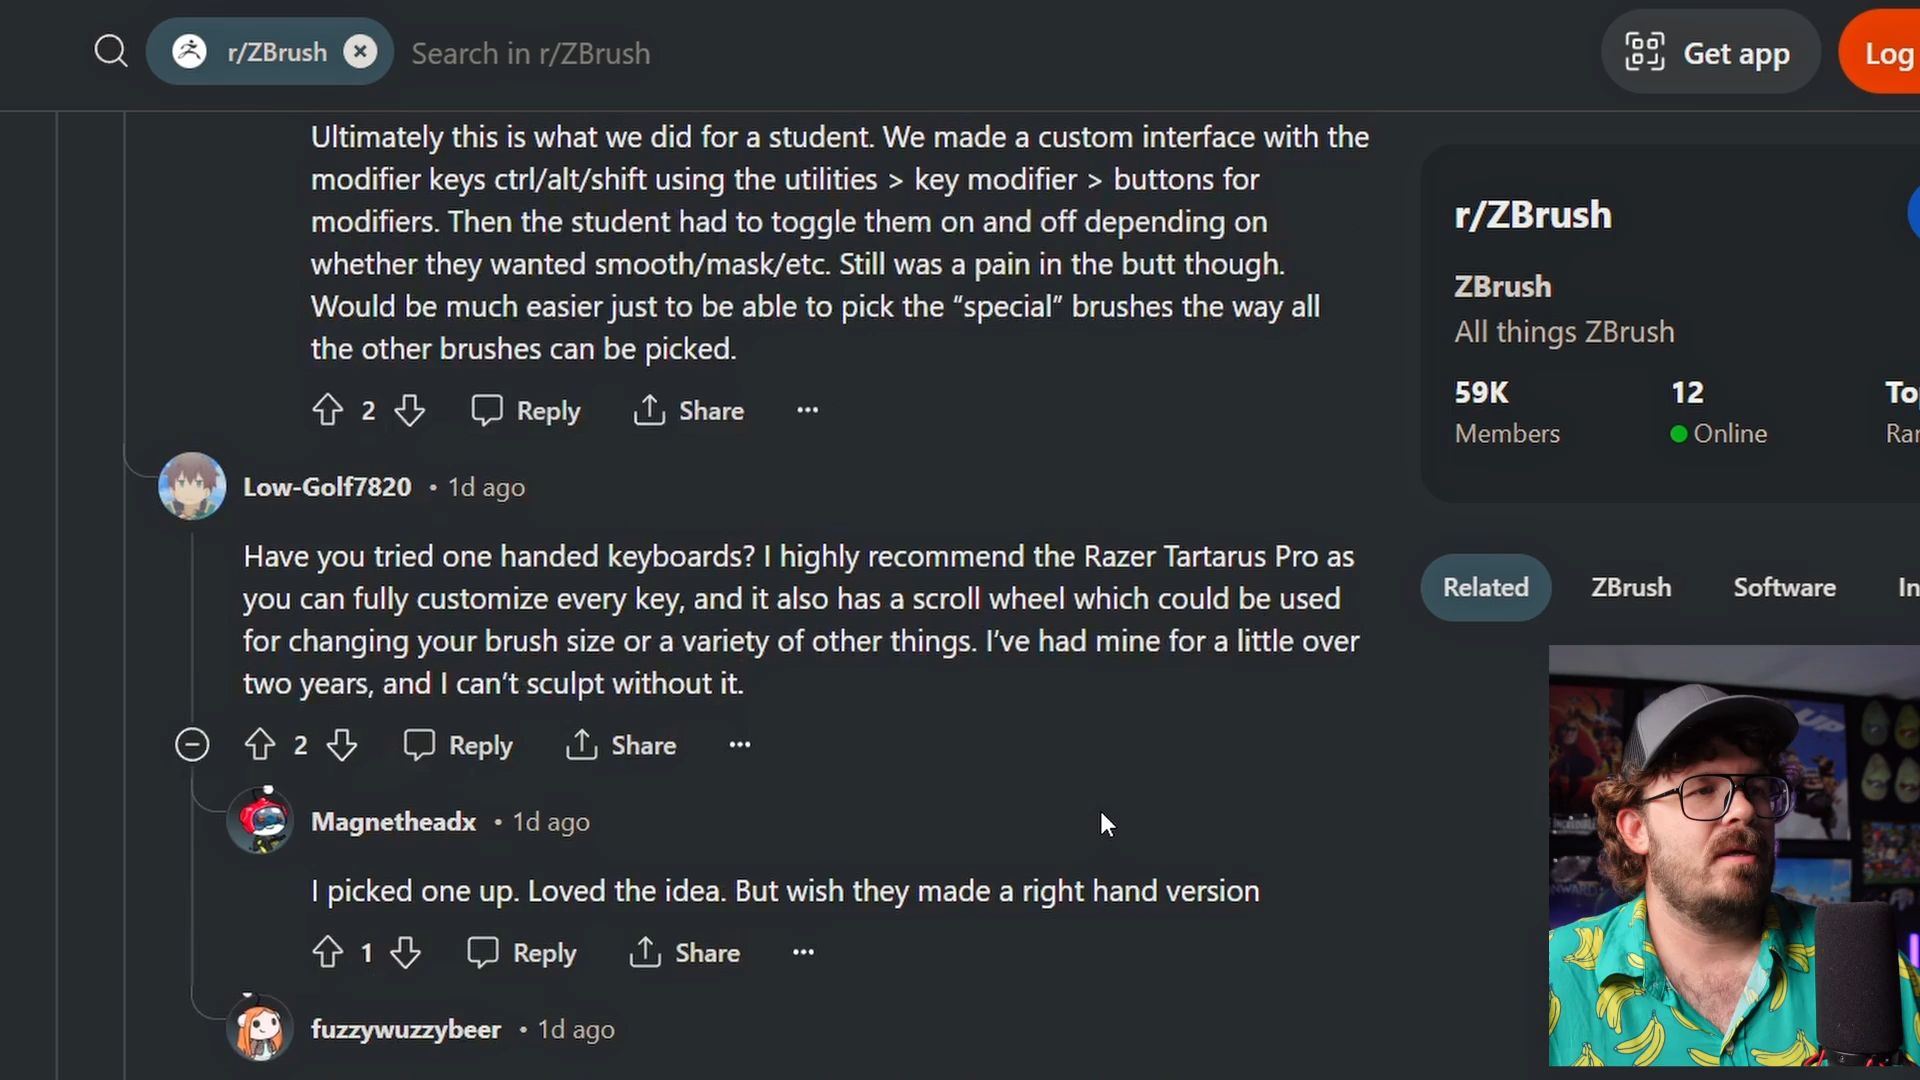 r/ZBrush
Search in r/ZBrush
Get app
Log
Ultimately this is what we did for a student. We made a custom interface with the
modifier keys ctrl/alt/shift using the utilities > key modifier > buttons for
modifiers. Then the student had to toggle them on and off depending on
whether they wanted smooth/mask/etc. Still was a pain in the butt though.
Would be much easier just to be able to pick the “special” brushes the way all
the other brushes can be picked.
2
Reply
Share
Low-Golf7820 • 1d ago
Have you tried one handed keyboards? I highly recommend the Razer Tartarus Pro as
you can fully customize every key, and it also has a scroll wheel which could be used
for changing your brush size or a variety of other things. I’ve had mine for a little over
two years, and I can’t sculpt without it.
2
Reply
Share
Magnetheadx • 1d ago
I picked one up. Loved the idea. But wish they made a right hand version
1
Reply
Share
fuzzywuzzybeer • 1d ago
r/ZBrush
ZBrush
All things ZBrush
59K
Members
12
Online
Related
ZBrush
Software
UP